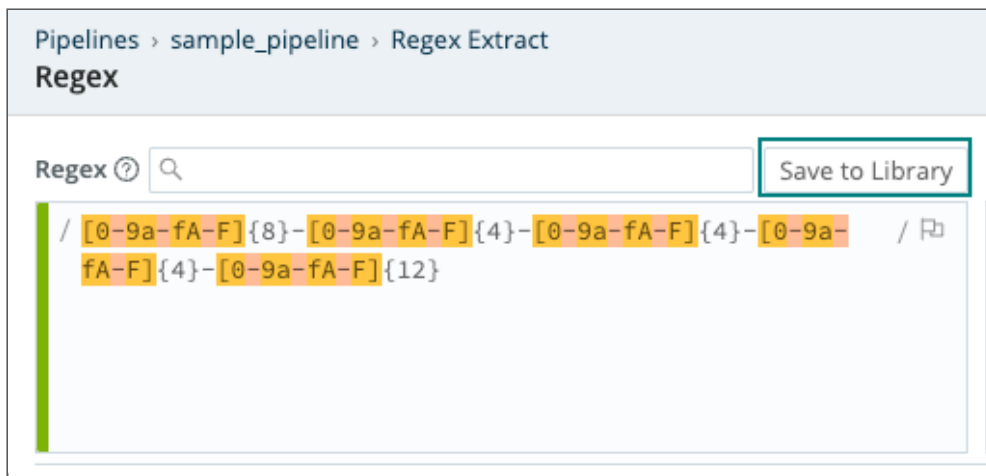 Pipelines › sample_pipeline › Regex Extract
Regex
Regex Save to Library
/ [0-9a-fA-F]{8}-[0-9a-fA-F]{4}-[0-9a-fA-F]{4}-[0-9a- /
fA-F]{4}-[0-9a-fA-F]{12}